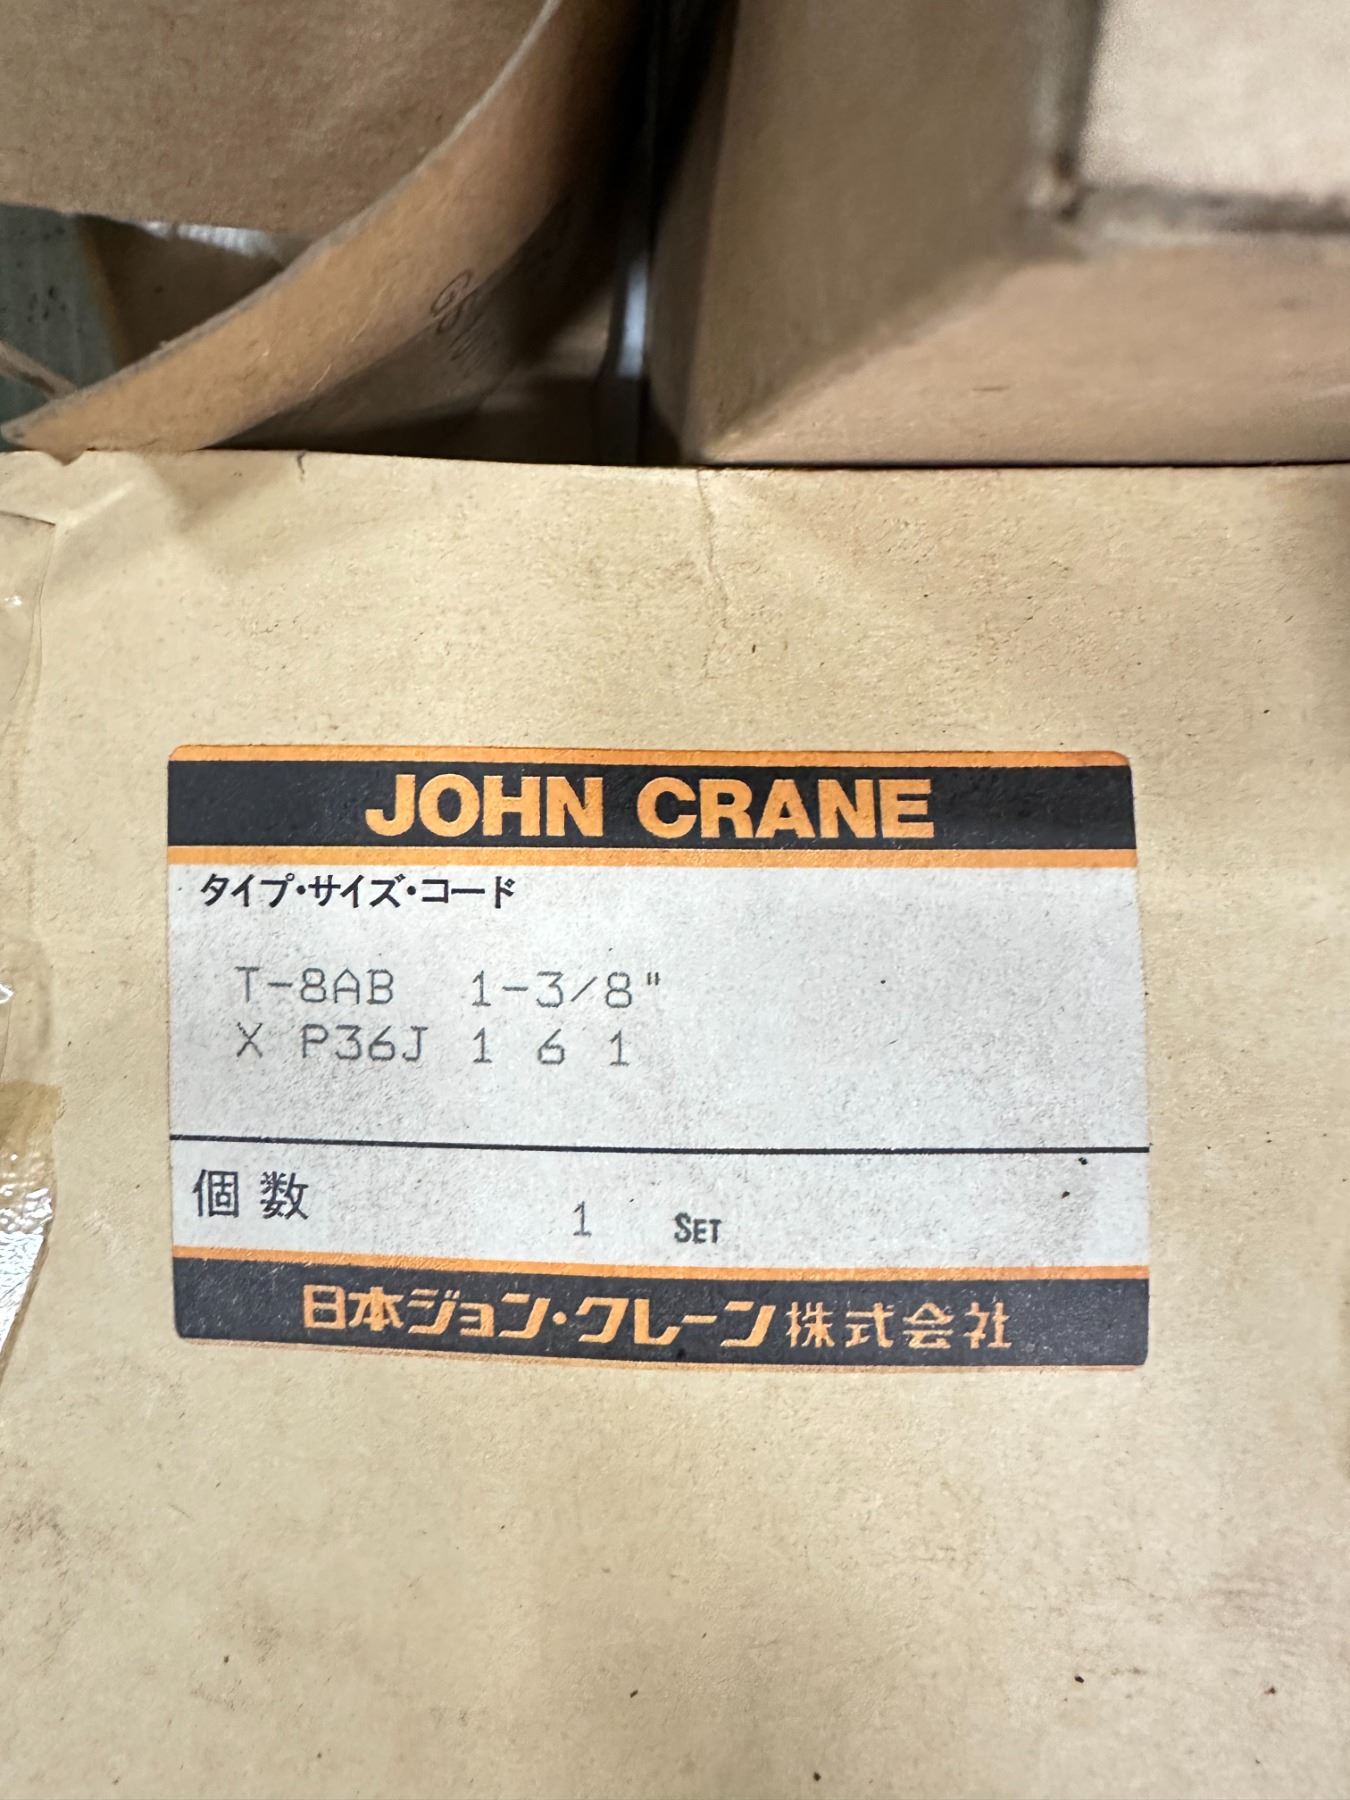 JOHN CRANE
タイプ・サイズ・コード
T-8AB 1-3/8"
X P36J 1 6 1
個数 1 SET
日本ジョン・クレーン株式会社